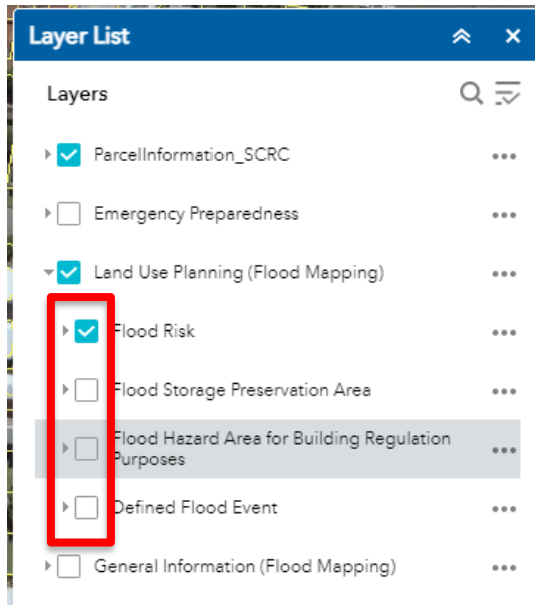 Layer List
Layers
ParcelInformation_SCRC
Emergency Preparedness
Land Use Planning (Flood Mapping)
Flood Risk
Flood Storage Preservation Area
Flood Hazard Area for Building Regulation
Purposes
Defined Flood Event
General Information (Flood Mapping)